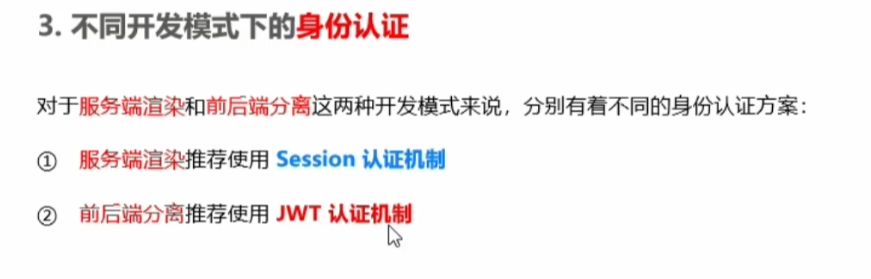 3. 不同开发模式下的身份认证
对于服务端渲染和前后端分离这两种开发模式来说，分别有着不同的身份认证方案：
① 服务端渲染推荐使用 Session 认证机制
② 前后端分离推荐使用 JWT 认证机制